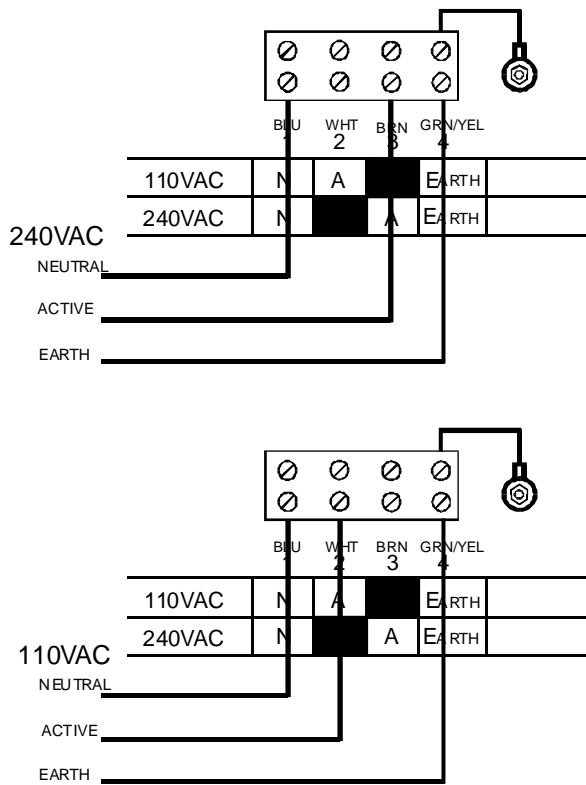 BLU WHT BRN GRN/YEL
1 2 3 4
110VAC N A EARTH
240VAC N A EARTH
240VAC
NEUTRAL
ACTIVE
EARTH
BLU WHT BRN GRN/YEL
1 2 3 4
110VAC N A EARTH
240VAC N A EARTH
110VAC
NEUTRAL
ACTIVE
EARTH